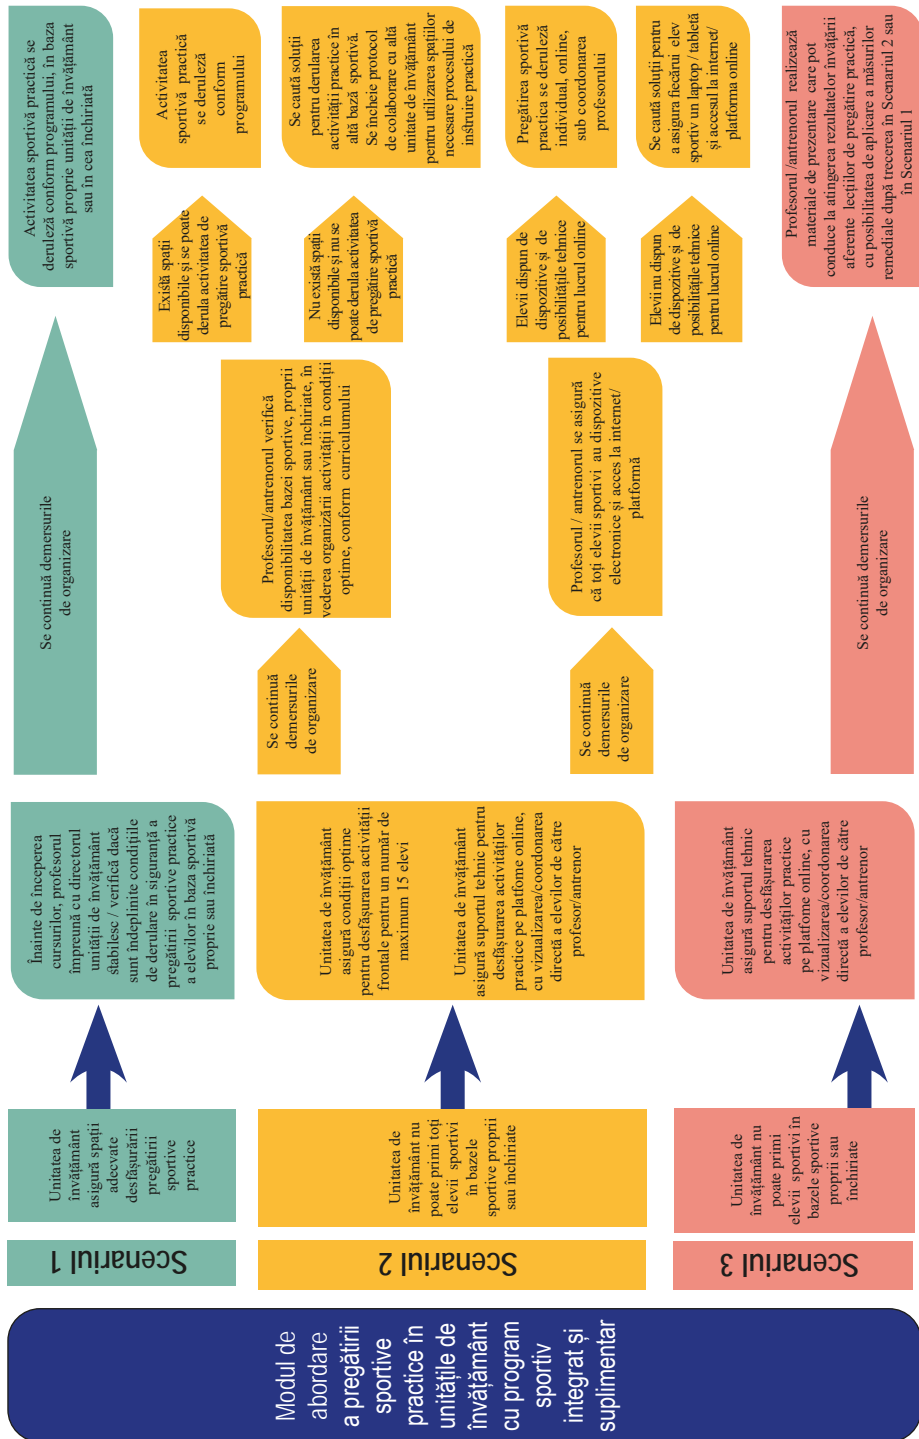 Modul de
abordare
a pregătirii
sportive
practice în
unitățile de
învățământ
cu program
sportiv
integrat și
suplimentar
Scenariul 1
Unitatea de
învățământ
asigură spații
adecvate
desfășurării
pregătirii
sportive
practice
Înainte de începerea
cursurilor, profesorul
împreună cu directorul
unității de învățământ
stabilesc / verifică dacă
sunt îndeplinite condițiile
de derulare în siguranță a
pregătirii sportive practice
a elevilor în baza sportivă
proprie sau închiriată
Se continuă demersurile
de organizare
Activitatea sportivă practică se
derulëză conform programului, în baza
sportivă proprie unității de învățământ
sau în cea închiriată
Scenariul 2
Unitatea de
învățământ nu
poate primi toți
elevii sportivi
în bazele
sportive proprii
sau închiriate
Unitatea de învățământ
asigură condiții optime
pentru desfășurarea activității
frontale pentru un număr de
maximum 15 elevi
Unitatea de învățământ
asigură suportul tehnic pentru
desfășurarea activităților
practice pe platfome online,
cu vizualizarea/coordonarea
directă a elevilor de către
profesor/antrenor
Se continuă
demersurile
de organizare
Profesorul/antrenorul verifică
disponibilitatea bazei sportive, proprii
unității de învățământ sau închiriate, în
vederea organizării activității în condiții
optime, conform curriculumului
Există spații
disponibile și se poate
derula activitatea de
pregătire sportivă
practică
Activitatea
sportivă practică
se derulează
conform
programului
Nu există spații
disponibile și nu se
poate derula activitatea
de pregătire sportivă
practică
Se caută soluții
pentru derularea
activității practice în
altă bază sportivă.
Se încheie protocol
de colaborare cu altă
unitate de învățământ
pentru utilizarea spațiilor
necesare procesului de
instruire practică
Se continuă
demersurile
de organizare
Profesorul / antrenorul se asigură
că toți elevii sportivi au dispozitive
electronice și acces la internet/
platformă
Elevii dispun de
dispozitive și de
posibilitățile tehnice
pentru lucrul online
Pregătirea sportivă
practica se derulează
individual, online,
sub coordonarea
profesorului
Elevii nu dispun
de dispozitive și de
posibilitățile tehnice
pentru lucrul online
Se caută soluții pentru
a asigura fiecărui elev
sportiv un laptop / tabletă
și accesul la internet/
platforma online
Scenariul 3
Unitatea de
învățământ nu
poate primi
elevii sportivi în
bazele sportive
proprii sau
închiriate
Unitatea de învățământ
asigură suportul tehnic
pentru desfășurarea
activităților practice
pe platfome online, cu
vizualizarea/coordonarea
directă a elevilor de către
profesor/antrenor
Se continuă demersurile
de organizare
Profesorul /antrenorul realizează
materiale de prezentare care pot
conduce la atingerea rezultatelor învățării
aferente lecțiilor de pregătire practică,
cu posibilitatea de aplicare a măsurilor
remediale după trecerea în Scenariul 2 sau
în Scenariul 1